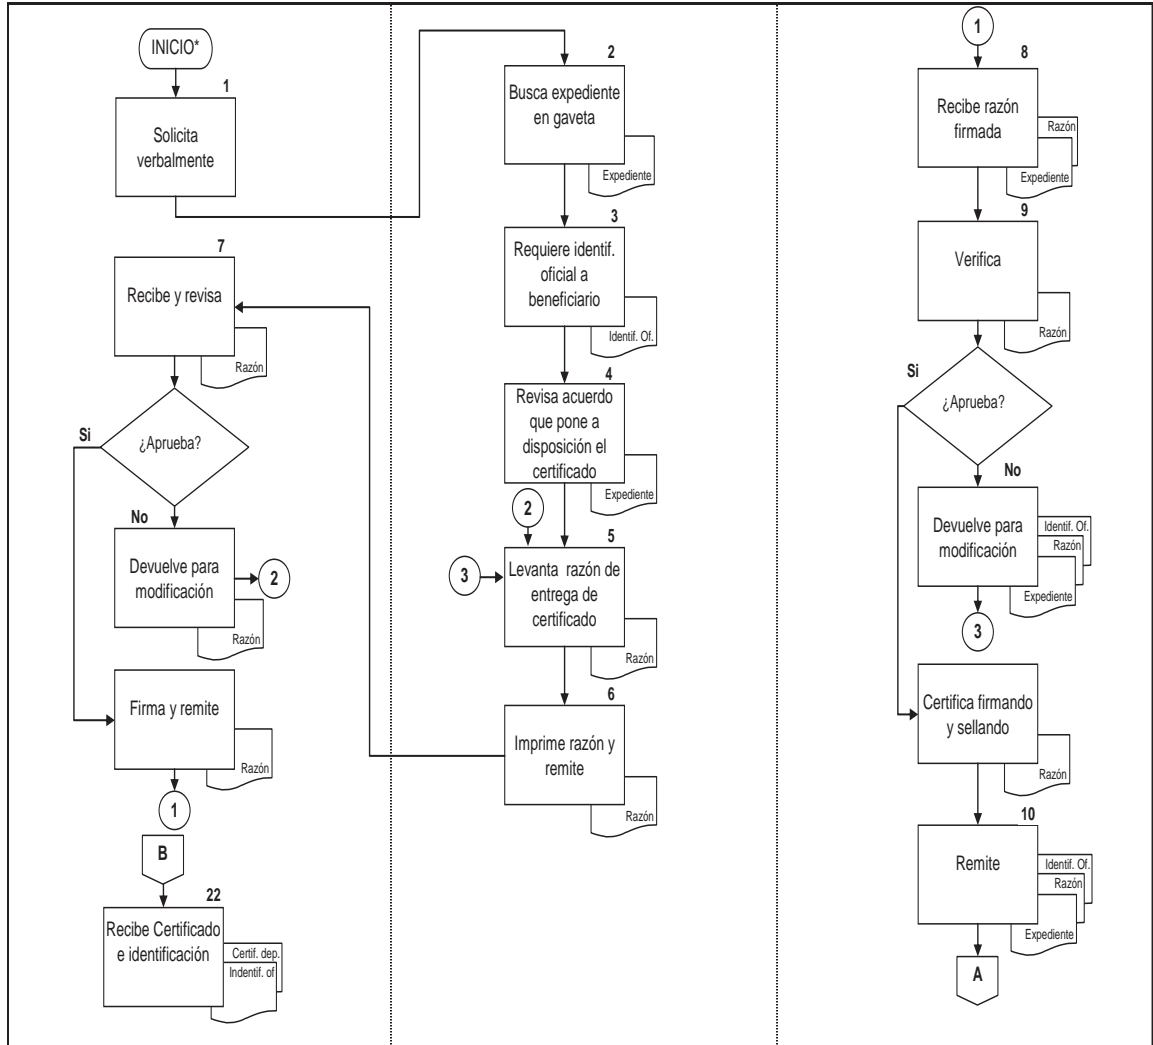 INICIO*
1
Solicita
verbalmente
7
Recibe y revisa
Razón
¿Aprueba?
Si
No
Devuelve para
modificación
2
Razón
Firma y remite
Razón
1
B
22
Recibe Certificado
e identificación
Certif. dep.
Indentif. of
2
Busca expediente
en gaveta
Expediente
3
Requiere identif.
oficial a
beneficiario
Identif. Of.
4
Revisa acuerdo
que pone a
disposición el
certificado
Expediente
2
5
3
Levanta razón de
entrega de
certificado
Razón
6
Imprime razón y
remite
Razón
1
8
Recibe razón
firmada
Razón
Expediente
9
Verifica
Razón
Si
¿Aprueba?
No
Devuelve para
modificación
Identif. Of.
Razón
Expediente
3
Certifica firmando
y sellando
Razón
10
Remite
Identif. Of.
Razón
Expediente
A